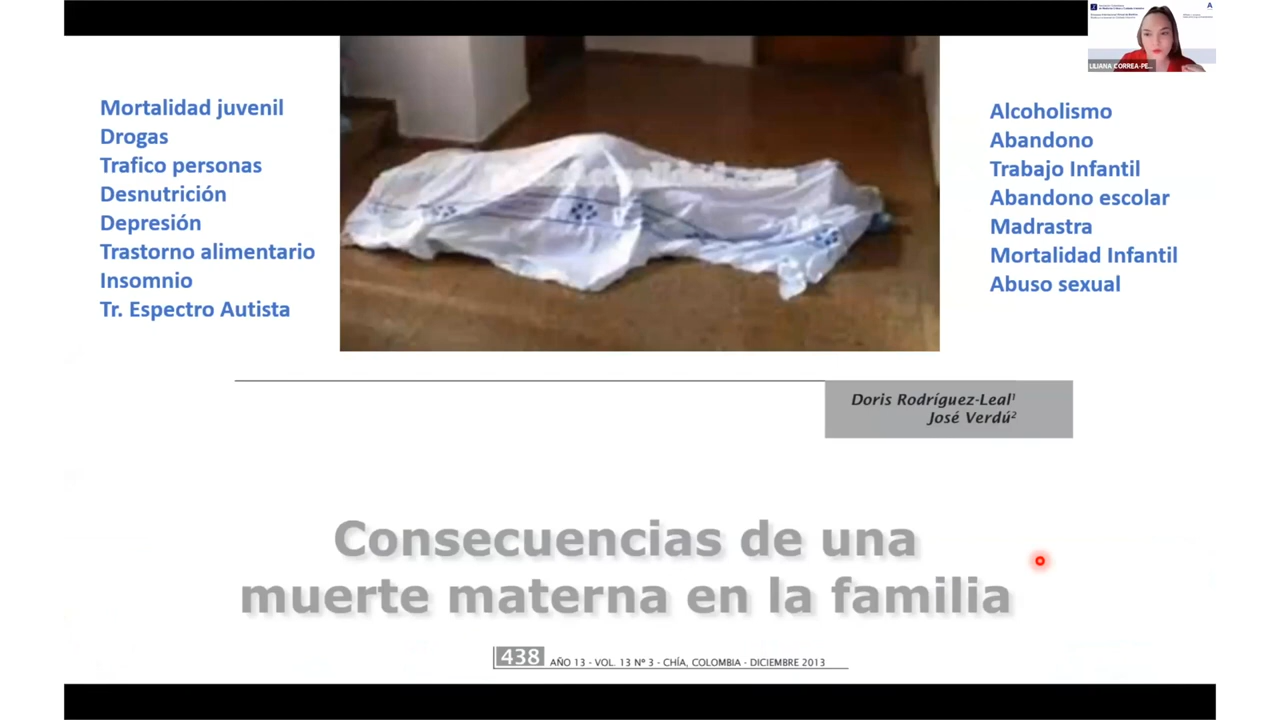 LILIANA CORREA-PE...
Mortalidad juvenil
Drogas
Trafico personas
Desnutrición
Depresión
Trastorno alimentario
Insomnio
Tr. Espectro Autista
Alcoholismo
Abandono
Trabajo Infantil
Abandono escolar
Madrastra
Mortalidad Infantil
Abuso sexual
Doris Rodríguez-Leal¹
José Verdú²
Consecuencias de una
muerte materna en la familia
438 AÑO 13 - VOL. 13 Nº 3 - CHÍA, COLOMBIA - DICIEMBRE 2013